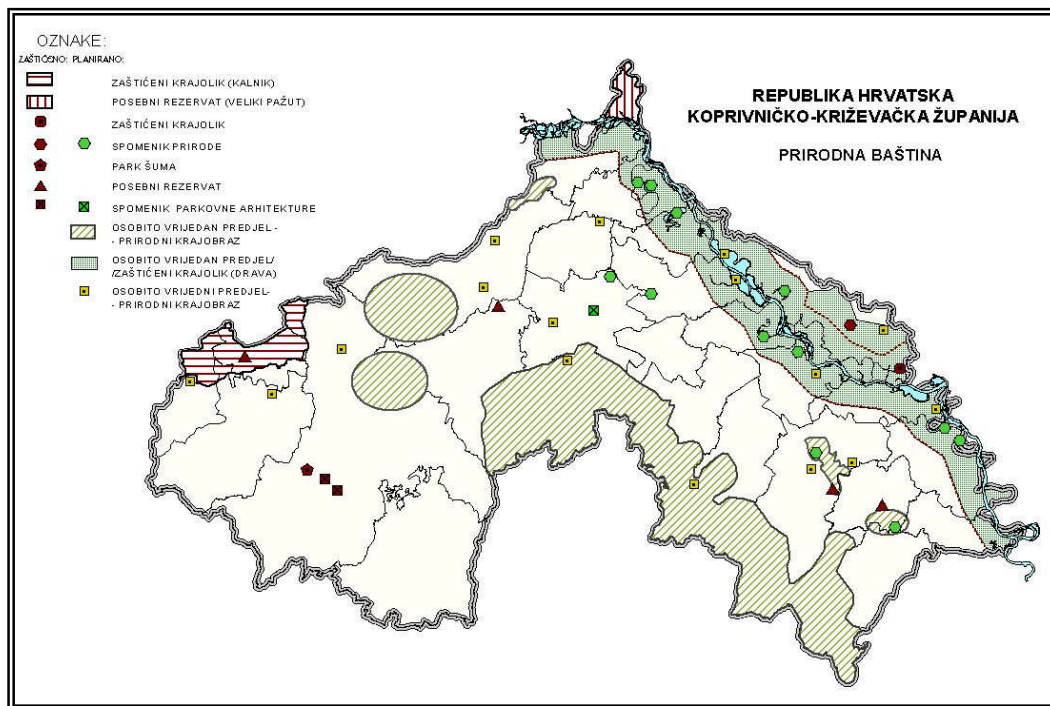 OZNAKE:
ZAŠTIĆENO: PLANIRANO:
ZAŠTIĆENI KRAJOLIK (KALNIK)
POSEBNI REZERVAT (VELIKI PAŽUT)
ZAŠTIĆENI KRAJOLIK
SPOMENIK PRIRODE
PARK ŠUMA
POSEBNI REZERVAT
SPOMENIK PARKOVNE ARHITEKTURE
OSOBITO VRIJEDAN PREDJEL -
- PRIRODNI KRAJOBRAZ
OSOBITO VRIJEDAN PREDJEL/
/ZAŠTIĆENI KRAJOLIK (DRAVA)
OSOBITO VRIJEDNI PREDJEL-
- PRIRODNI KRAJOBRAZ
REPUBLIKA HRVATSKA
KOPRIVNIČKO-KRIŽEVAČKA ŽUPANIJA
PRIRODNA BAŠTINA